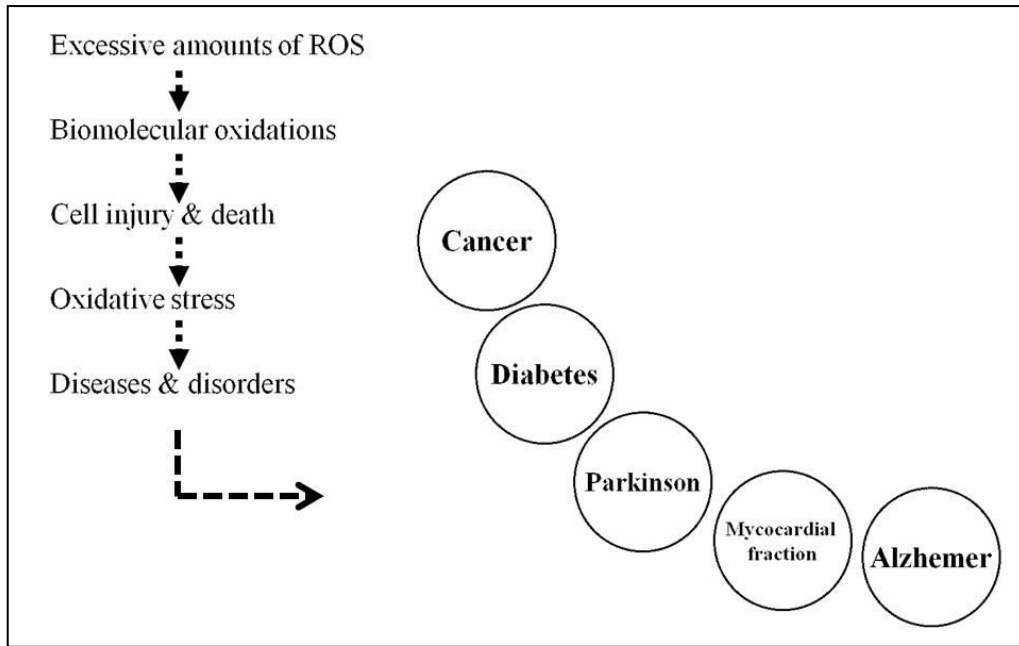 Excessive amounts of ROS
Biomolecular oxidations
Cell injury & death
Oxidative stress
Diseases & disorders
Cancer
Diabetes
Parkinson
Mycocardial
fraction
Alzhemer